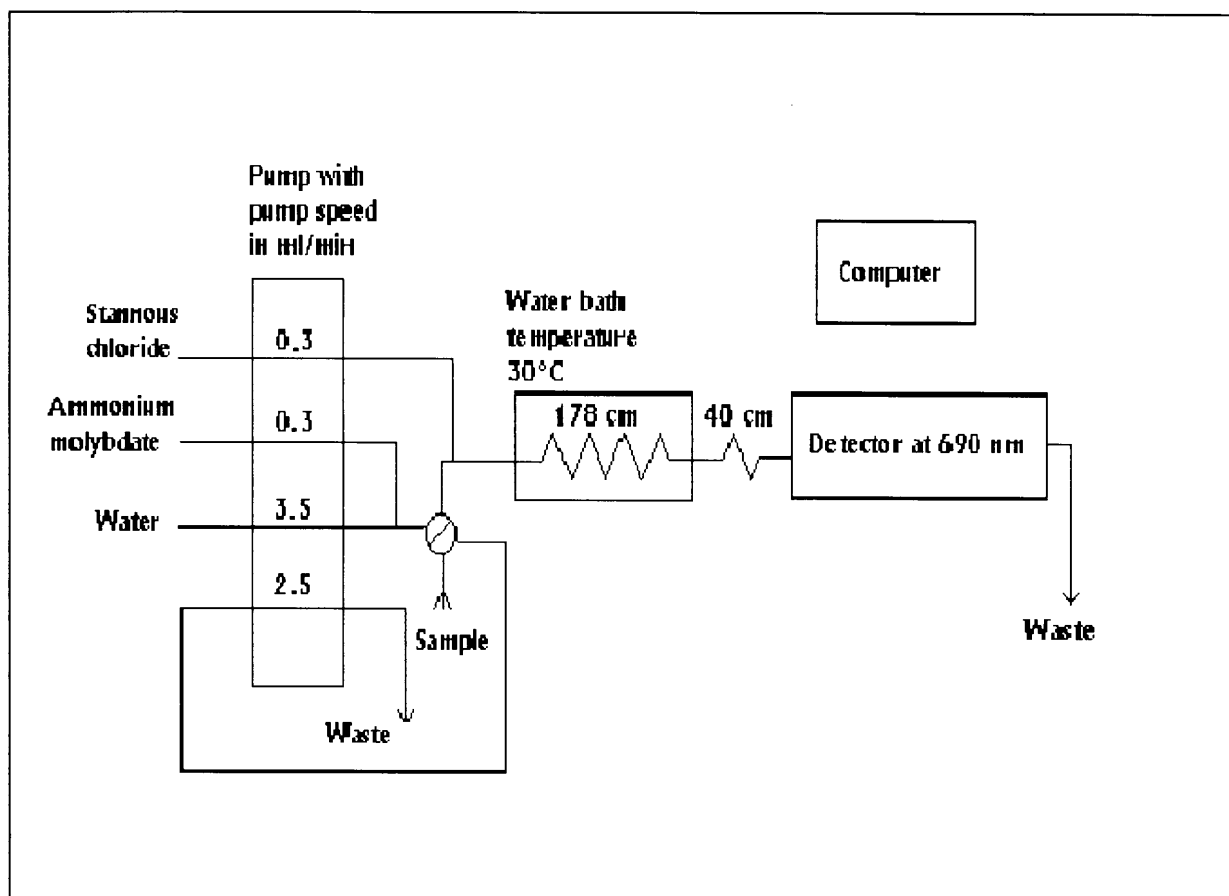 Pump with
pump speed
in ml/min
Stannous
chloride
0.3
Ammonium
molybdate
0.3
Water
3.5
2.5
Sample
Waste
Water bath
temperature
30°C
178 cm
40 cm
Computer
Detector at 690 nm
Waste